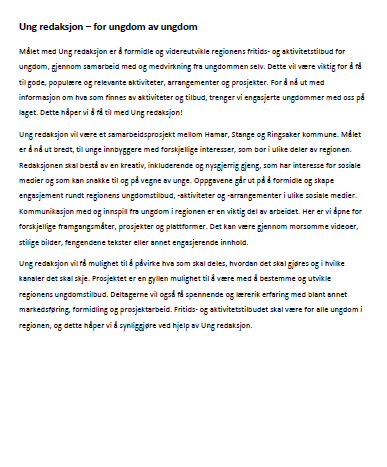 Ung redaksjon – for ungdom av ungdom
Målet med Ung redaksjon er å formidle og videreutvikle regionens fritids- og aktivitetstilbud for
ungdom, gjennom samarbeid med og medvirkning fra ungdommen selv. Dette vil være viktig for å få
til gode, populære og relevante aktiviteter, arrangementer og prosjekter. For å nå ut med
informasjon om hva som finnes av aktiviteter og tilbud, trenger vi engasjerte ungdommer med oss på
laget. Dette håper vi å få til med Ung redaksjon!
Ung redaksjon vil være et samarbeidsprosjekt mellom Hamar, Stange og Ringsaker kommune. Målet
er å nå ut bredt, til unge innbyggere med forskjellige interesser, som bor i ulike deler av regionen.
Redaksjonen skal bestå av en kreativ, inkluderende og nysgjerrig gjeng, som har interesse for sosiale
medier og som kan snakke til og på vegne av unge. Oppgavene går ut på å formidle og skape
engasjement rundt regionens ungdomstilbud, -aktiviteter og -arrangementer i ulike sosiale medier.
Kommunikasjon med og innspill fra ungdom i regionen er en viktig del av arbeidet. Her er vi åpne for
forskjellige framgangsmåter, prosjekter og plattformer. Det kan være gjennom morsomme videoer,
stilige bilder, fengendene tekster eller annet engasjerende innhold.
Ung redaksjon vil få mulighet til å påvirke hva som skal deles, hvordan det skal gjøres og i hvilke
kanaler det skal skje. Prosjektet er en gyllen mulighet til å være med å bestemme og utvikle
regionens ungdomstilbud. Deltagerne vil også få spennende og lærerik erfaring med blant annet
markedsføring, formidling og prosjektarbeid. Fritids- og aktivitetstilbudet skal være for alle ungdom i
regionen, og dette håper vi å synliggjøre ved hjelp av Ung redaksjon.